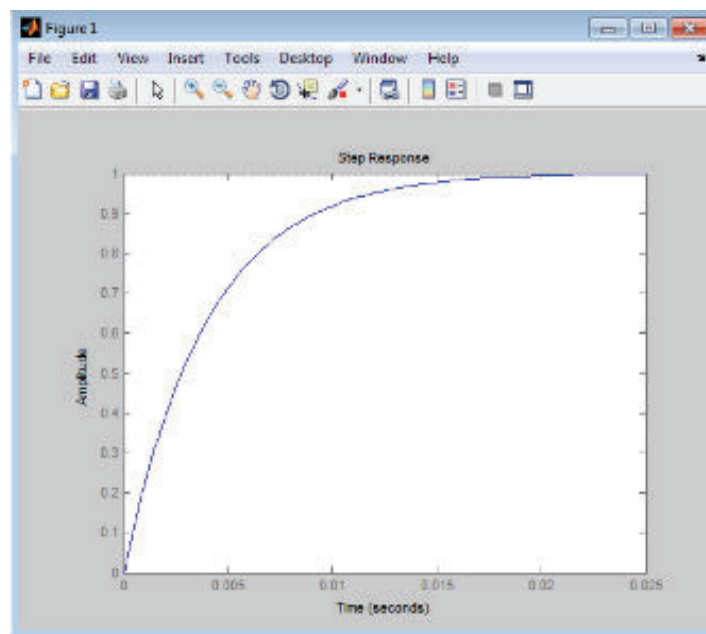 Figure 1
File Edit View Insert Tools Desktop Window Help
Step Response
1
0.9
0.8
0.7
0.6
0.5
0.4
0.3
0.2
0.1
0
Amplitude
0 0.005 0.01 0.015 0.02 0.025
Time (seconds)